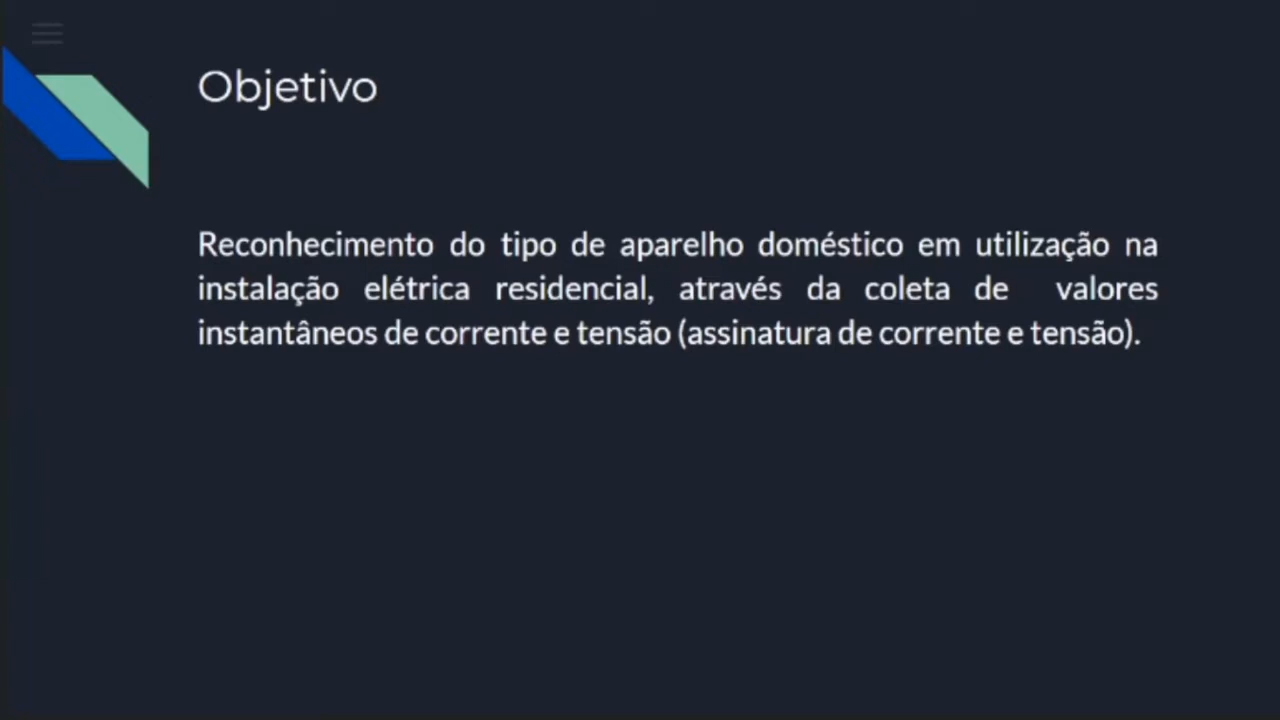 Objetivo
Reconhecimento do tipo de aparelho doméstico em utilização na
instalação elétrica residencial, através da coleta de valores
instantâneos de corrente e tensão (assinatura de corrente e tensão).